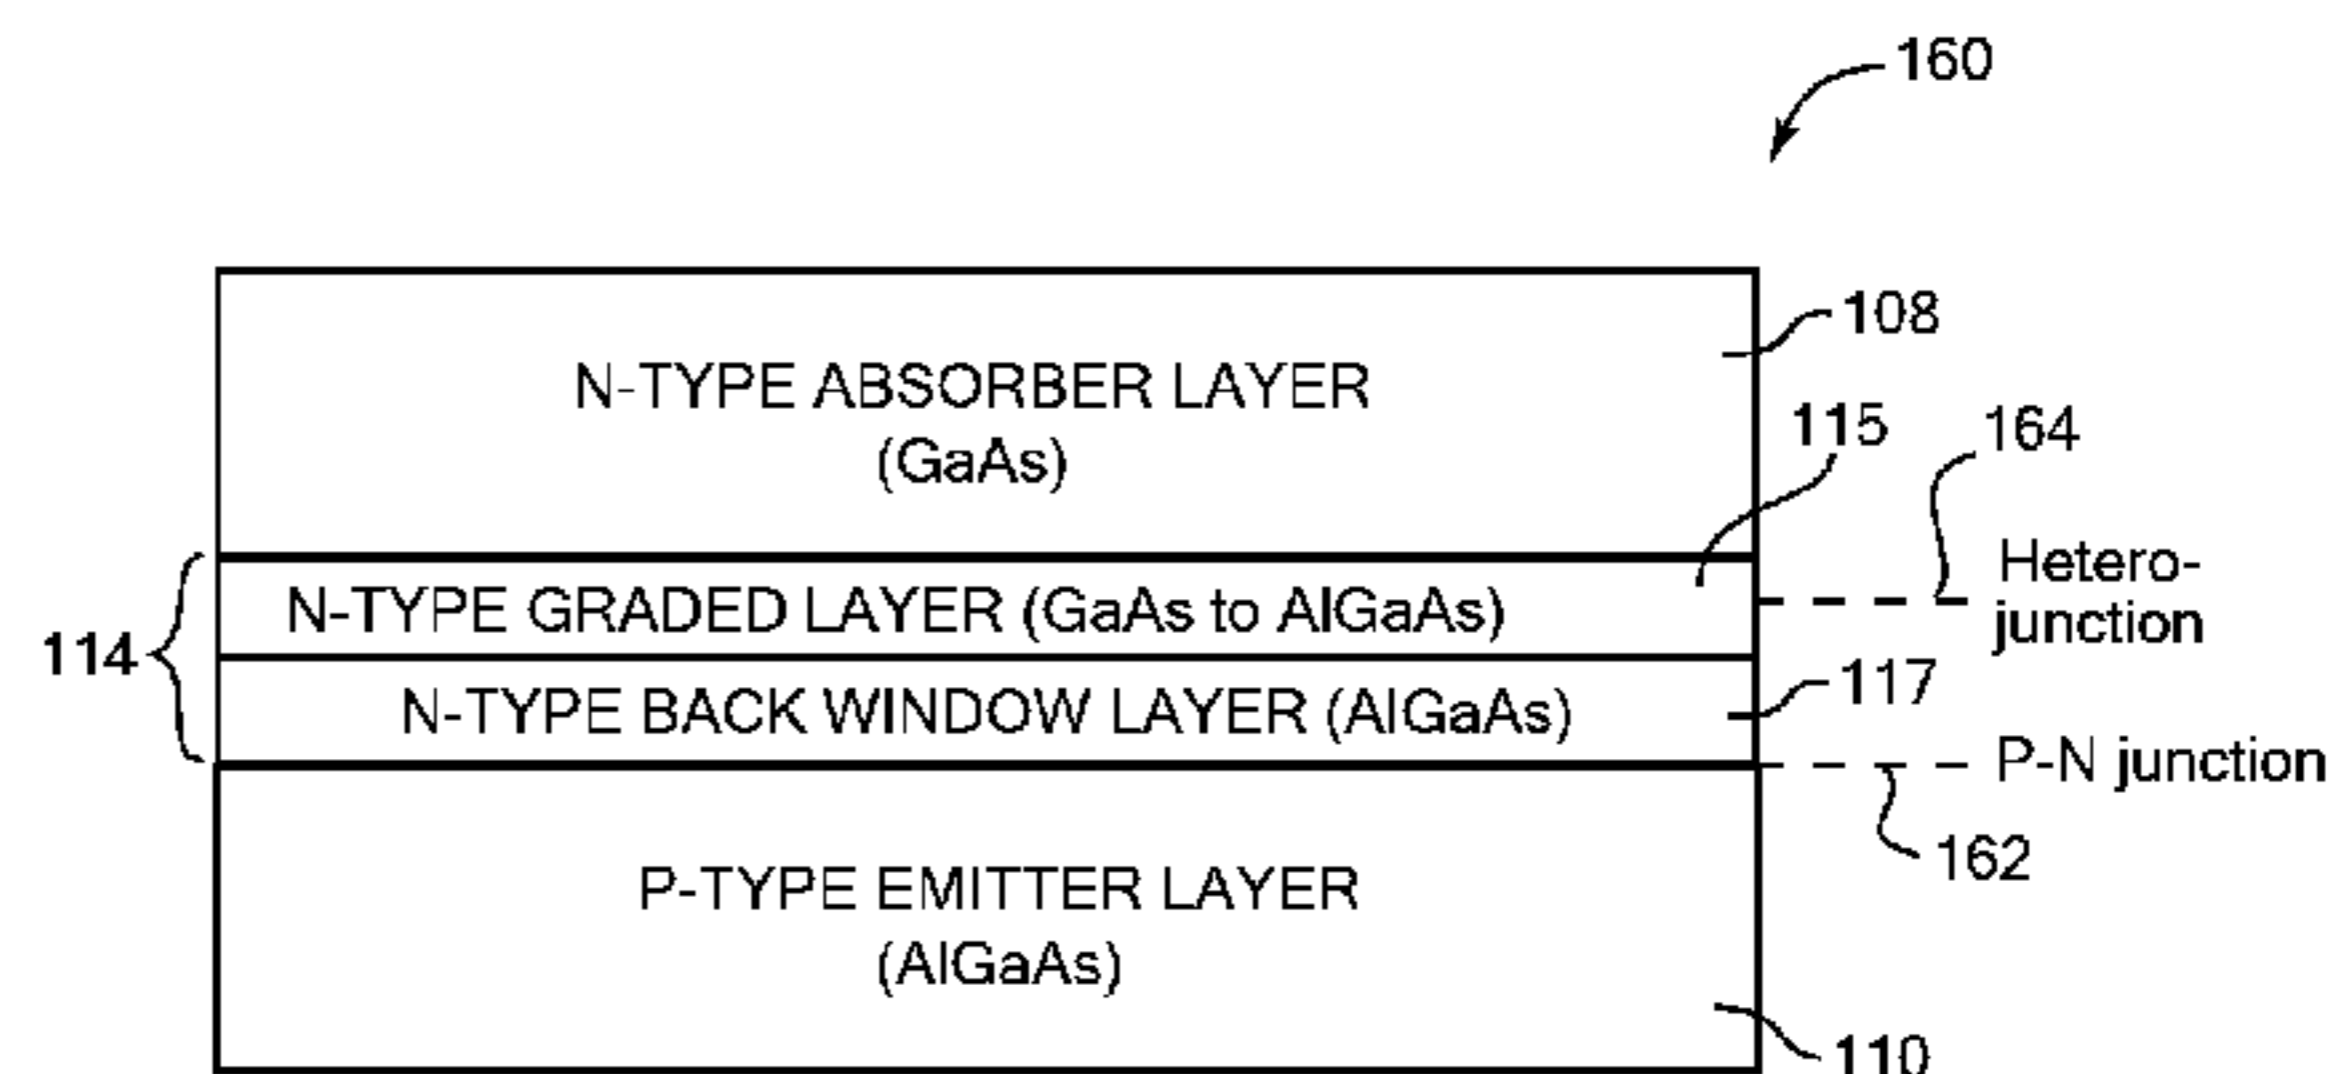 160
108
N-TYPE ABSORBER LAYER
(GaAs)
115
164
Hetero-
junction
N-TYPE GRADED LAYER (GaAs to AlGaAs)
114
117
N-TYPE BACK WINDOW LAYER (AlGaAs)
P-N junction
162
P-TYPE EMITTER LAYER
(AlGaAs)
110